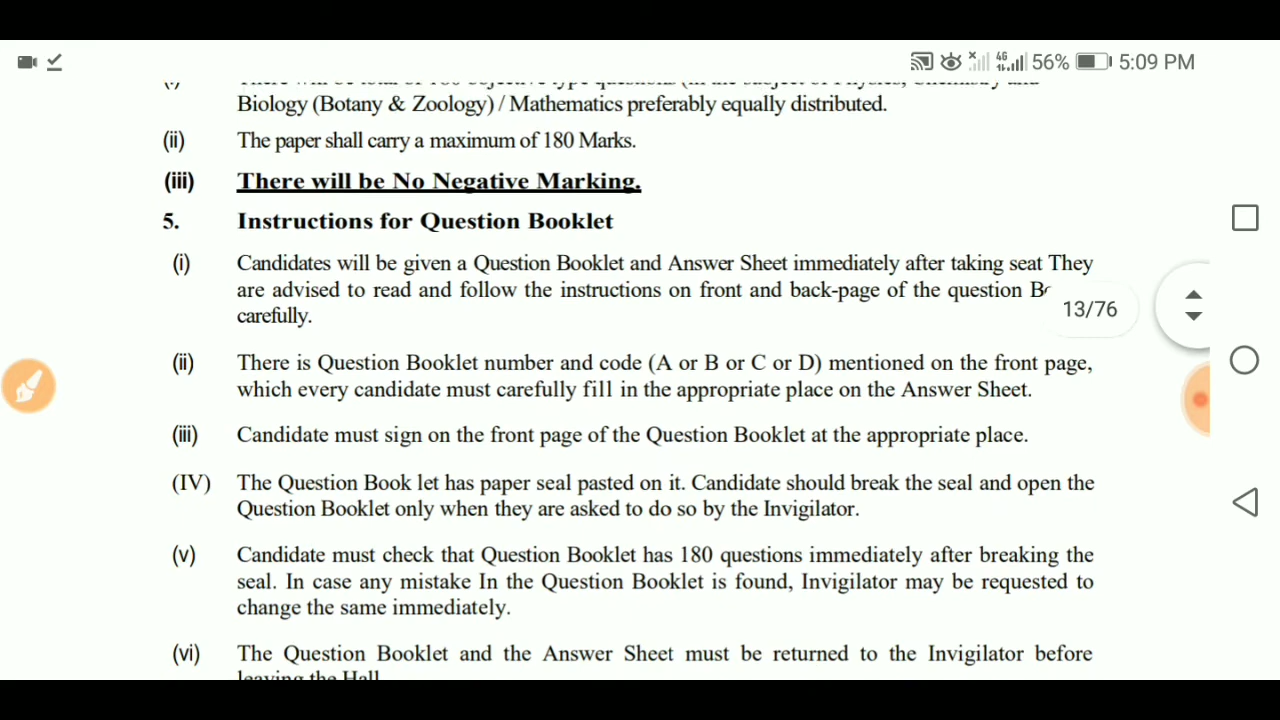 56% 5:09 PM
Biology (Botany & Zoology) / Mathematics preferably equally distributed.
(ii) The paper shall carry a maximum of 180 Marks.
(iii) There will be No Negative Marking.
5. Instructions for Question Booklet
(i) Candidates will be given a Question Booklet and Answer Sheet immediately after taking seat They
are advised to read and follow the instructions on front and back-page of the question
carefully.
13/76
(ii) There is Question Booklet number and code (A or B or C or D) mentioned on the front page,
which every candidate must carefully fill in the appropriate place on the Answer Sheet.
(iii) Candidate must sign on the front page of the Question Booklet at the appropriate place.
(IV) The Question Book let has paper seal pasted on it. Candidate should break the seal and open the
Question Booklet only when they are asked to do so by the Invigilator.
(v) Candidate must check that Question Booklet has 180 questions immediately after breaking the
seal. In case any mistake In the Question Booklet is found, Invigilator may be requested to
change the same immediately.
(vi) The Question Booklet and the Answer Sheet must be returned to the Invigilator before
leaving the Hall